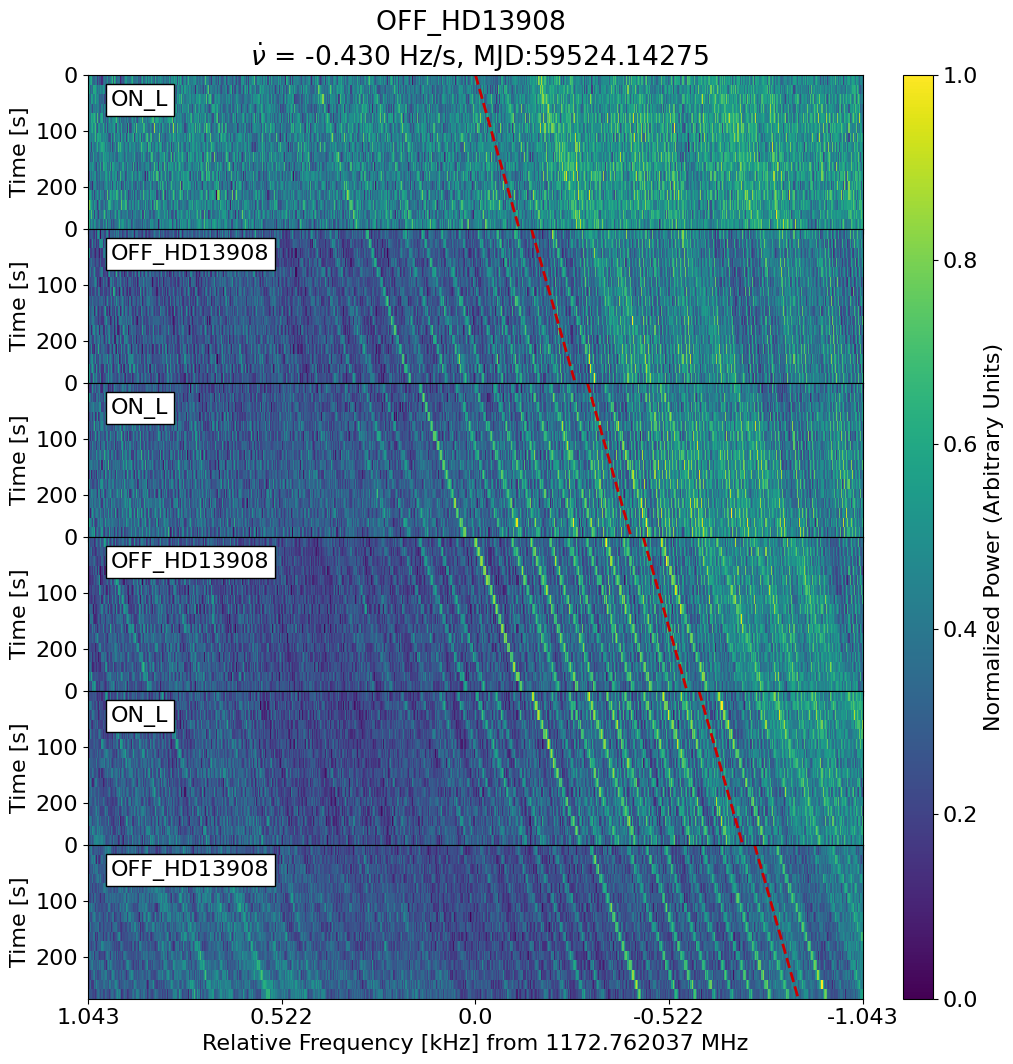 OFF_HD13908
ν̇ = -0.430 Hz/s, MJD:59524.14275
0
ON_L
100
Time [s]
200
0
OFF_HD13908
100
Time [s]
200
0
ON_L
100
Time [s]
200
0
OFF_HD13908
100
Time [s]
200
0
ON_L
100
Time [s]
200
0
OFF_HD13908
100
Time [s]
200
1.043 0.522 0.0 -0.522 -1.043
Relative Frequency [kHz] from 1172.762037 MHz
1.0
0.8
0.6
0.4
0.2
0.0
Normalized Power (Arbitrary Units)